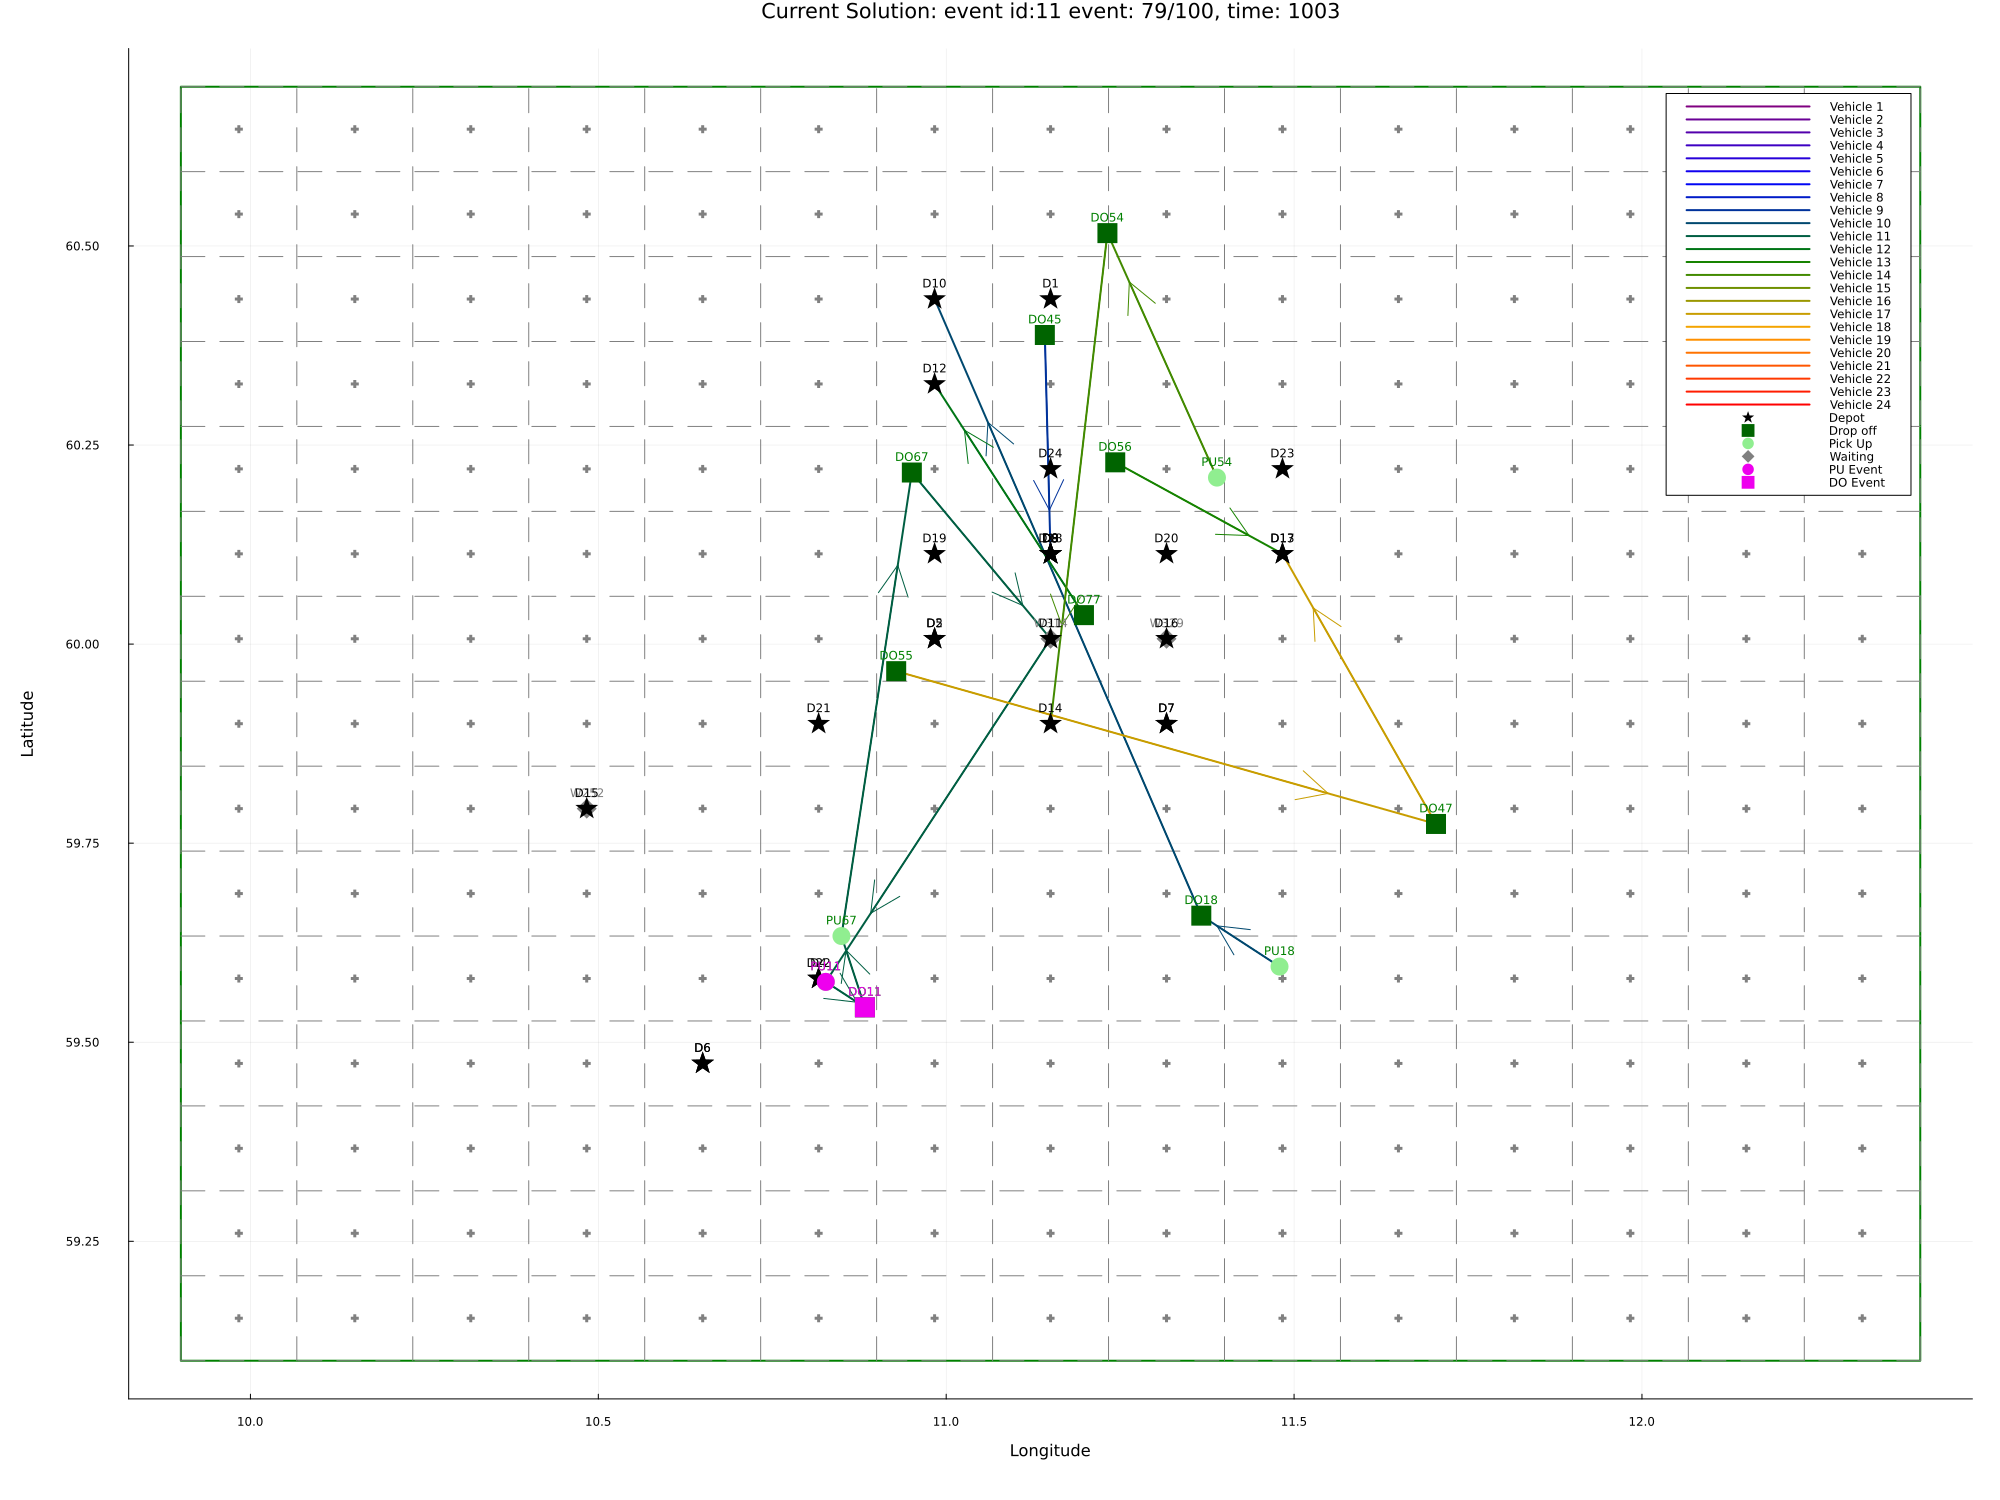 Current Solution: event id:11 event: 79/100, time: 1003
Vehicle 1
Vehicle 2
Vehicle 3
Vehicle 4
Vehicle 5
Vehicle 6
Vehicle 7
Vehicle 8
Vehicle 9
Vehicle 10
Vehicle 11
Vehicle 12
Vehicle 13
Vehicle 14
Vehicle 15
Vehicle 16
Vehicle 17
Vehicle 18
Vehicle 19
Vehicle 20
Vehicle 21
Vehicle 22
Vehicle 23
Vehicle 24
Depot
Drop off
Pick Up
Waiting
PU Event
DO Event
DO54
60.50
D10
D1
DO45
D12
60.25
DO67
D24
DO56
PU54
D23
D19
D20
DO77
D11
D16
60.00
DO55
D21
D14
D7
D15
DO47
59.75
DO18
PU67
PU18
DO11
59.50
D6
59.25
10.0
10.5
11.0
11.5
12.0
Longitude
Latitude